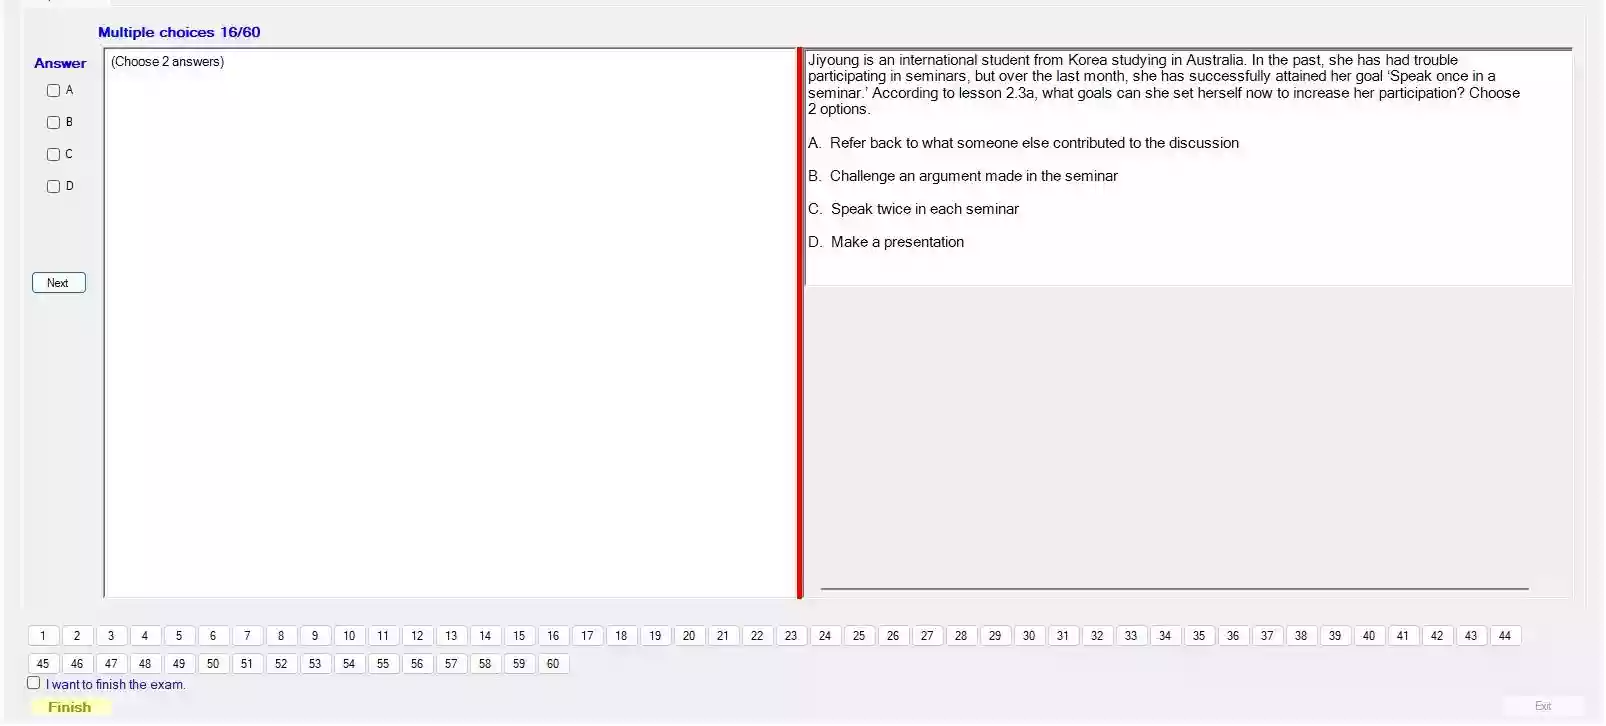 Multiple choices 16/60
Answer
(Choose 2 answers)
A
B
C
D
Next
Jiyoung is an international student from Korea studying in Australia. In the past, she has had trouble
participating in seminars, but over the last month, she has successfully attained her goal ‘Speak once in a
seminar.’ According to lesson 2.3a, what goals can she set herself now to increase her participation? Choose
2 options.
A. Refer back to what someone else contributed to the discussion
B. Challenge an argument made in the seminar
C. Speak twice in each seminar
D. Make a presentation
1 2 3 4 5 6 7 8 9 10 11 12 13 14 15 16 17 18 19 20 21 22 23 24 25 26 27 28 29 30 31 32 33 34 35 36 37 38 39 40 41 42 43 44
45 46 47 48 49 50 51 52 53 54 55 56 57 58 59 60
I want to finish the exam.
Finish
Exit